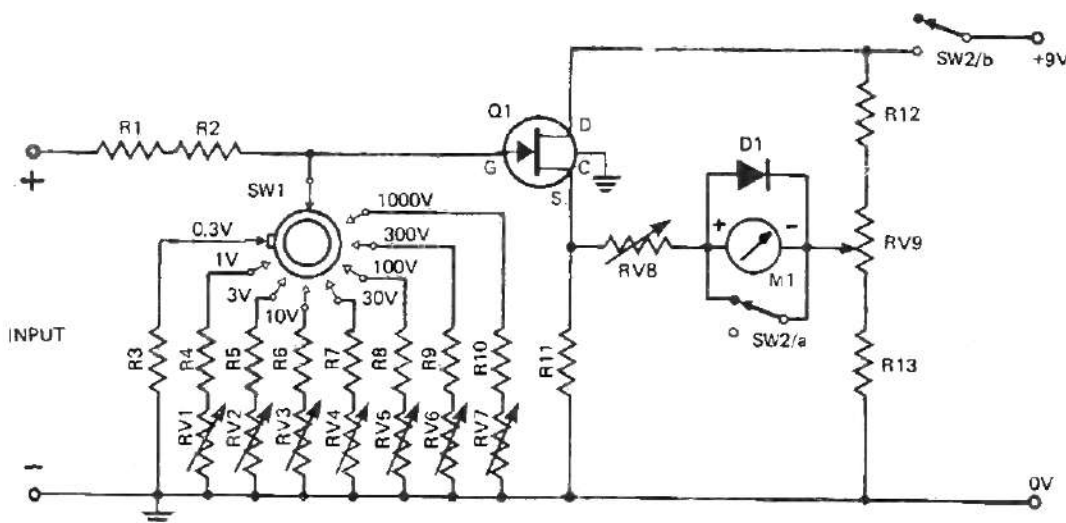 SW2/b
+9V
Q1
R12
R1
R2
D
D1
G
C
+
SW1
S
1000V
0.3V
300V
+
-
RV9
1V
RV8
M1
100V
3V
30V
10V
INPUT
SW2/a
R3
R4
R5
R6
R7
R8
R9
R10
R11
R13
RV1
RV2
RV3
RV4
RV5
RV6
RV7
-
0V